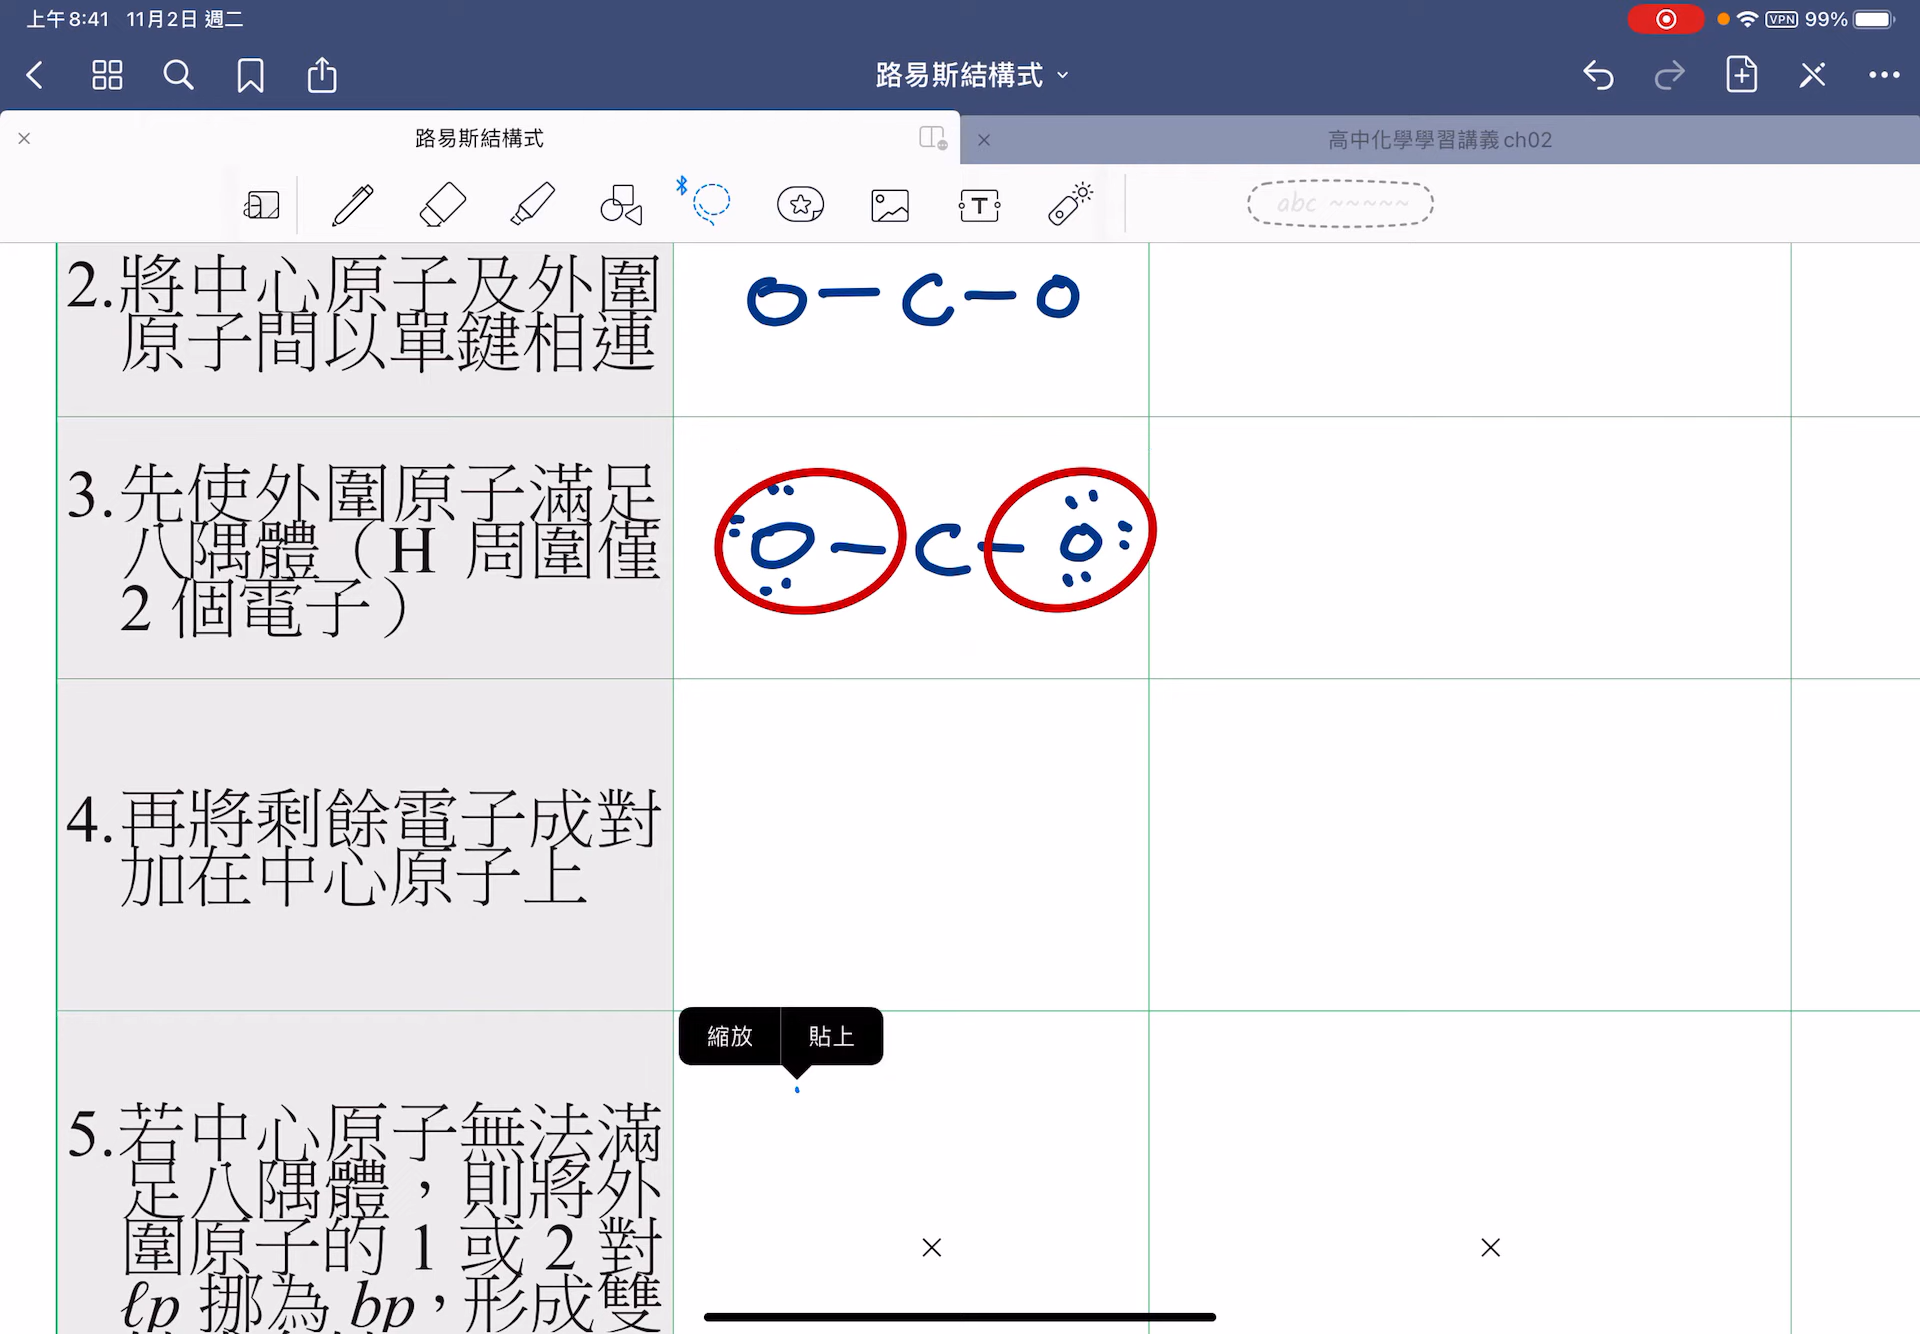 上午8:41 11月2日 週二
VPN 99%
路易斯結構式
路易斯結構式
高中化學學習講義ch02
a
T
abc
2.將中心原子及外圍
原子間以單鍵相連
O-C-O
3.先使外圍原子滿足
八隅體（H 周圍僅
2 個電子）
O-C-O
4.再將剩餘電子成對
加在中心原子上
縮放 貼上
5.若中心原子無法滿
足八隅體，則將外
圍原子的 1 或 2 對
ℓp 挪為 bp，形成雙
× ×